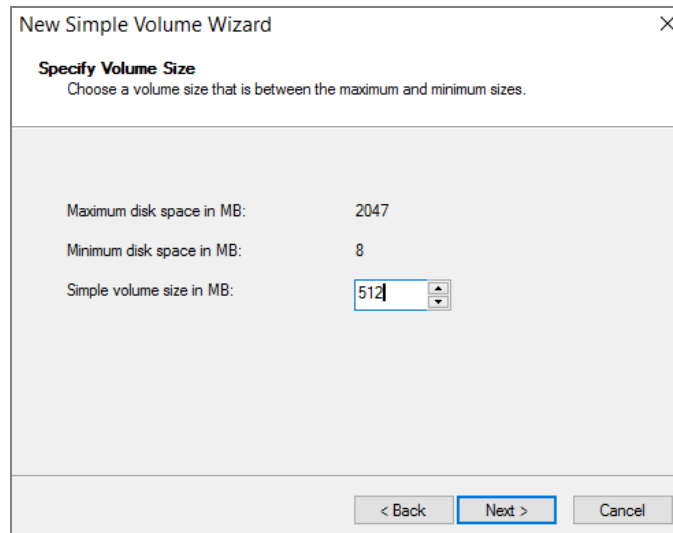 New Simple Volume Wizard
Specify Volume Size
Choose a volume size that is between the maximum and minimum sizes.
Maximum disk space in MB: 2047
Minimum disk space in MB: 8
Simple volume size in MB: 512
< Back Next > Cancel